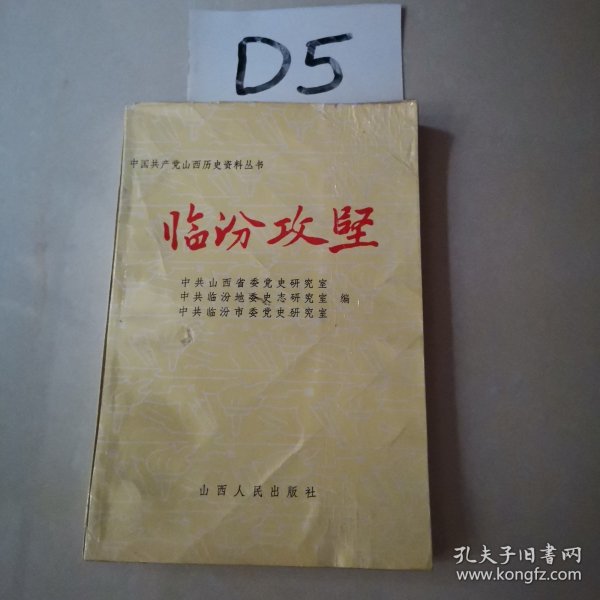 D5
中国共产党山西历史资料丛书
临汾攻坚
中共山西省委党史研究室
中共临汾地委史志研究室 编
中共临汾市委党史研究室
山西人民出版社
孔夫子旧书网
www.kongfz.com